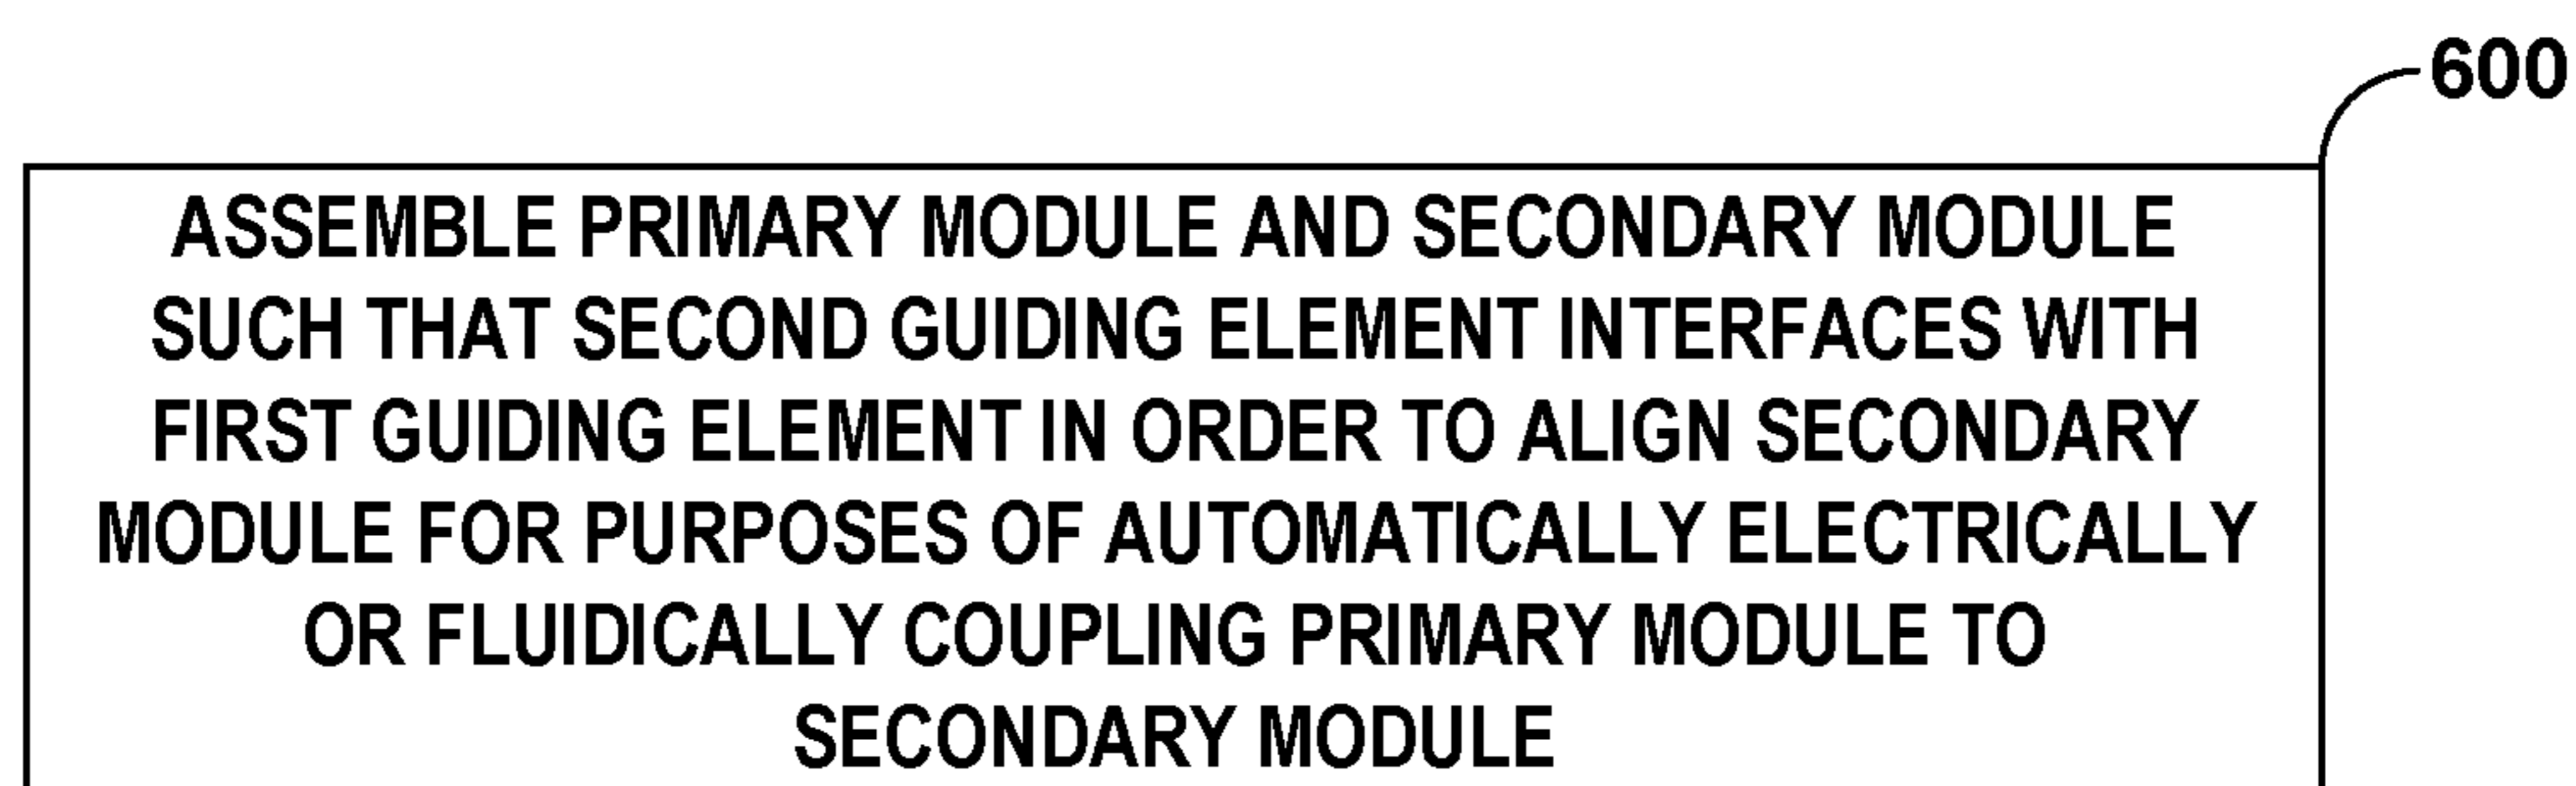 600
ASSEMBLE PRIMARY MODULE AND SECONDARY MODULE
SUCH THAT SECOND GUIDING ELEMENT INTERFACES WITH
FIRST GUIDING ELEMENT IN ORDER TO ALIGN SECONDARY
MODULE FOR PURPOSES OF AUTOMATICALLY ELECTRICALLY
OR FLUIDICALLY COUPLING PRIMARY MODULE TO
SECONDARY MODULE